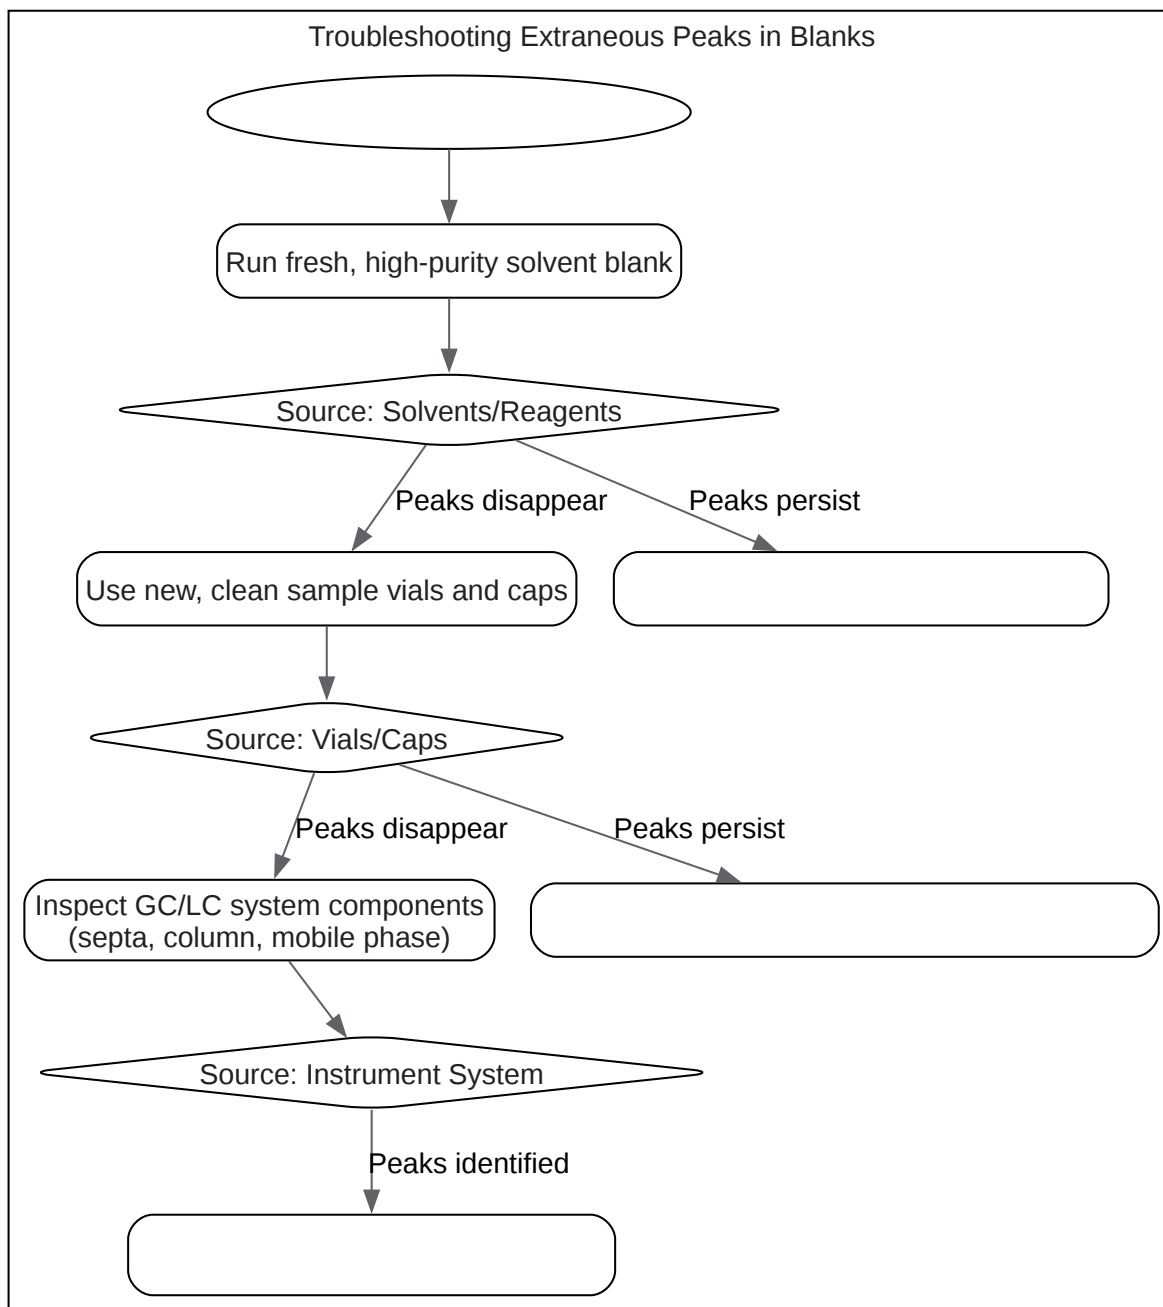 Troubleshooting Extraneous Peaks in Blanks
Run fresh, high-purity solvent blank
Source: Solvents/Reagents
Peaks disappear
Peaks persist
Use new, clean sample vials and caps
Source: Vials/Caps
Peaks disappear
Peaks persist
Inspect GC/LC system components
(septa, column, mobile phase)
Source: Instrument System
Peaks identified